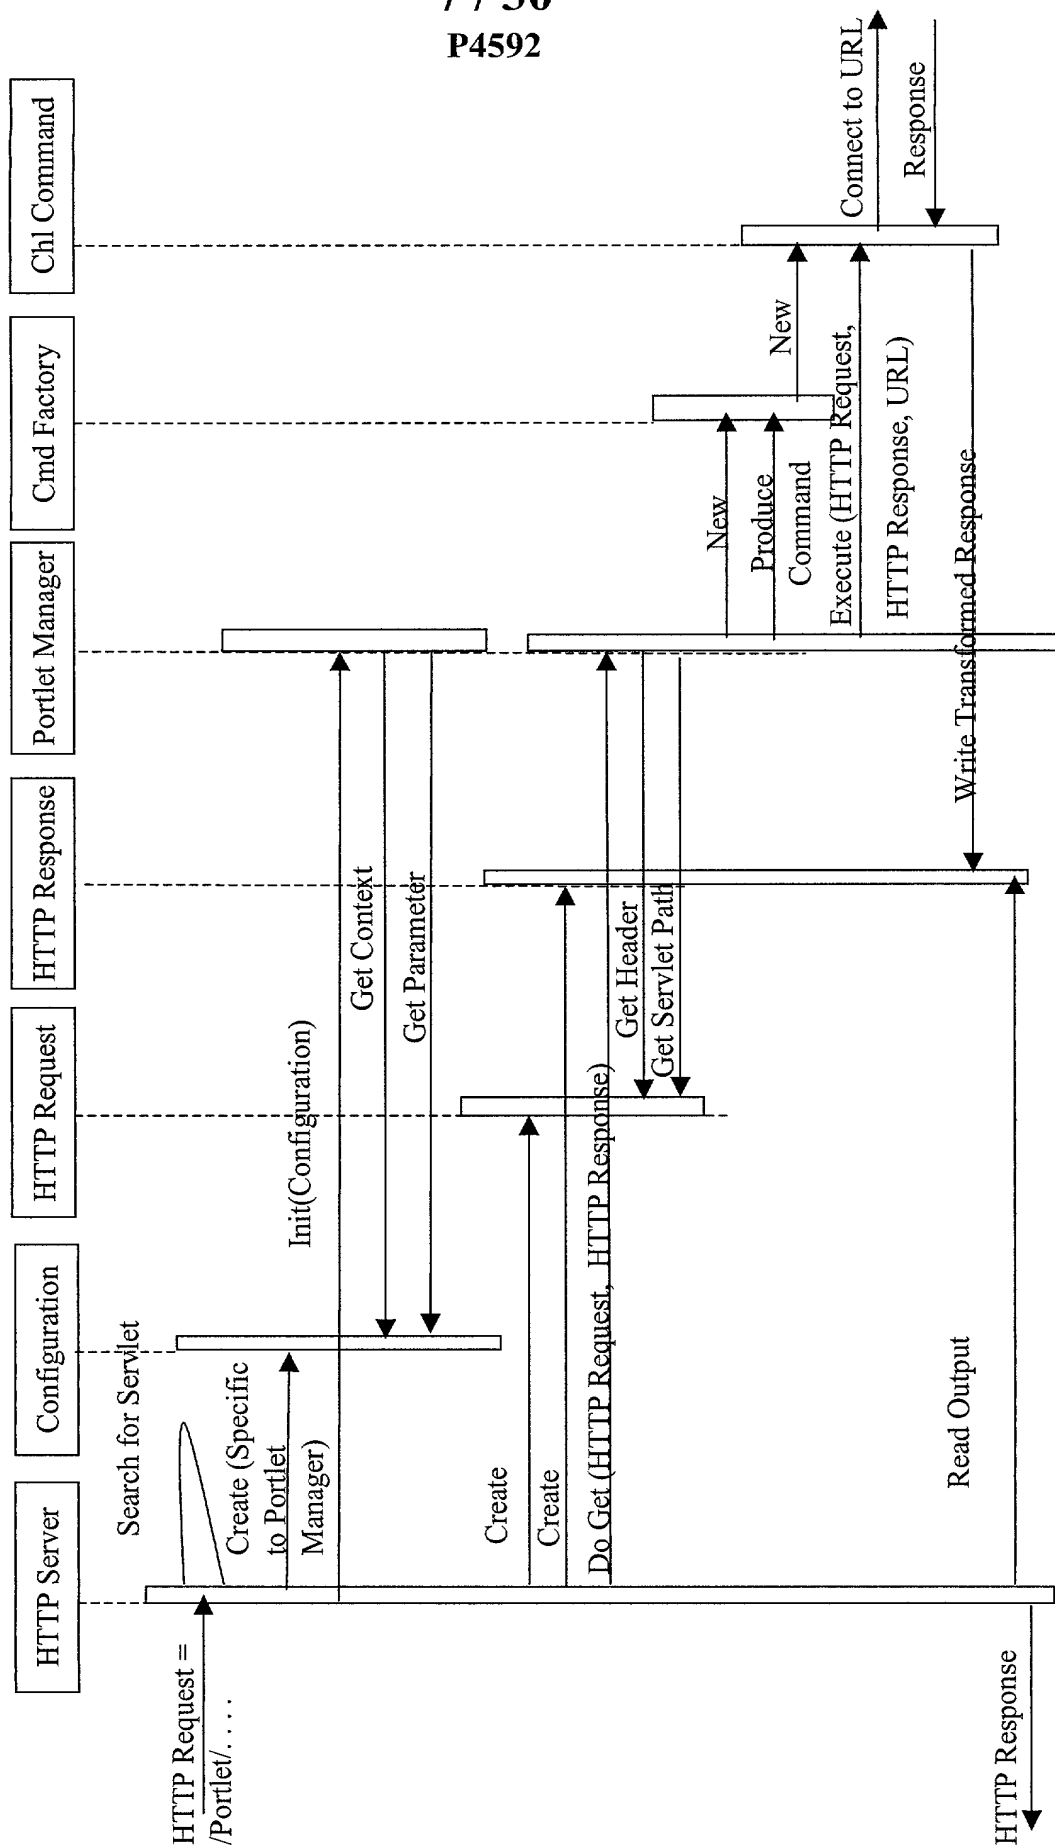 7 / 36
P4592
HTTP Server
Configuration
HTTP Request
HTTP Response
Portlet Manager
Cmd Factory
Chl Command
HTTP Request =
/Portlet/. . . .
Search for Servlet
Create (Specific
to Portlet
Manager)
Init(Configuration)
Get Context
Get Parameter
Create
Create
Do Get (HTTP Request, HTTP Response)
Get Header
Get Servlet Path
New
Produce
Command
New
Execute (HTTP Request,
HTTP Response, URL)
Connect to URL
Response
Write Transformed Response
Read Output
HTTP Response